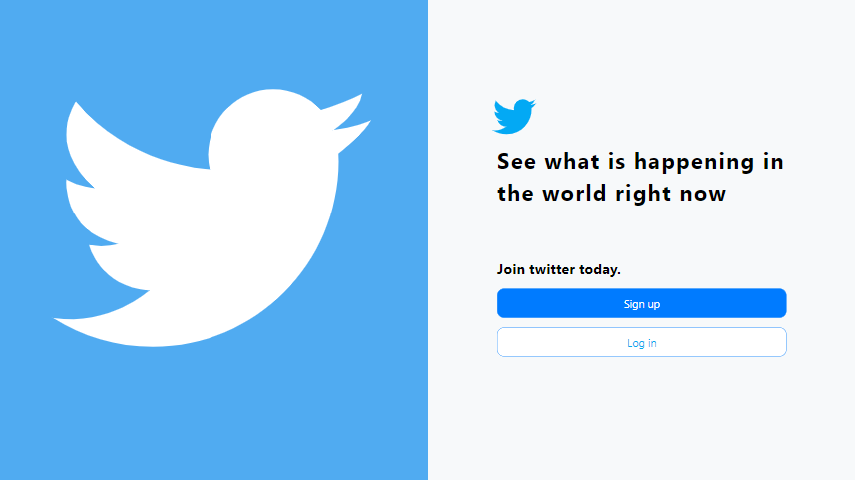 See what is happening in
the world right now
Join twitter today.
Sign up
Log in